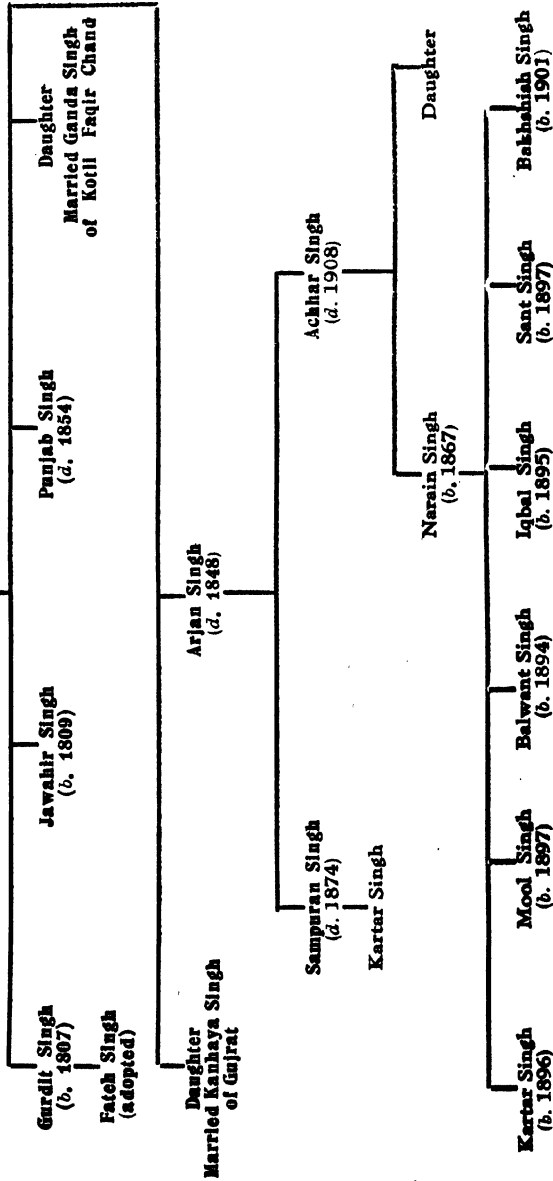 Gurdit Singh
(b. 1807)
Fateh Singh
(adopted)
Jawahir Singh
(b. 1809)
Punjab Singh
(d. 1854)
Daughter
Married Ganda Singh
of Kotli Faqir Chand
Daughter
Married Kanhaya Singh
of Gujrat
Arjan Singh
(d. 1848)
Sampuran Singh
(d. 1874)
Kartar Singh
Achhar Singh
(d. 1908)
Narain Singh
(b. 1867)
Daughter
Kartar Singh
(b. 1896)
Mool Singh
(b. 1897)
Balwant Singh
(b. 1894)
Iqbal Singh
(b. 1895)
Sant Singh
(b. 1897)
Bakhshish Singh
(b. 1901)